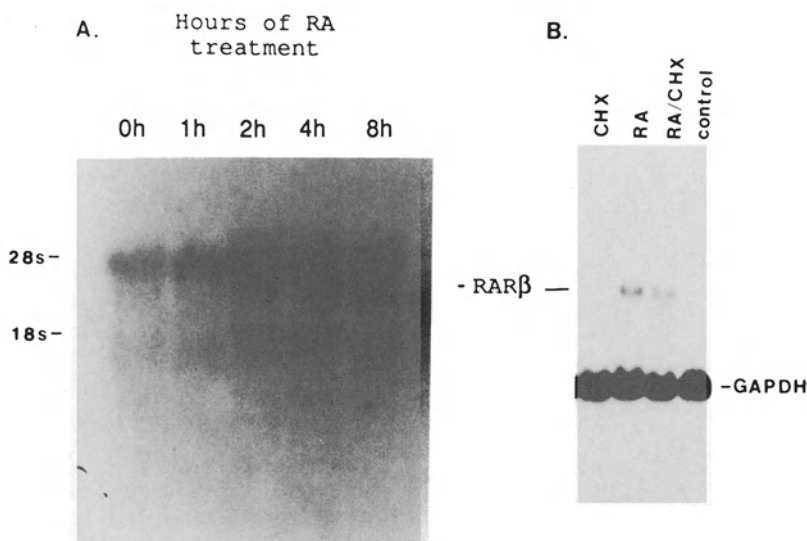 A.
Hours of RA
treatment
0h 1h 2h 4h 8h
28s-
18s-
B.
CHX
RA
RA/CHX
control
- RARβ —
-GAPDH